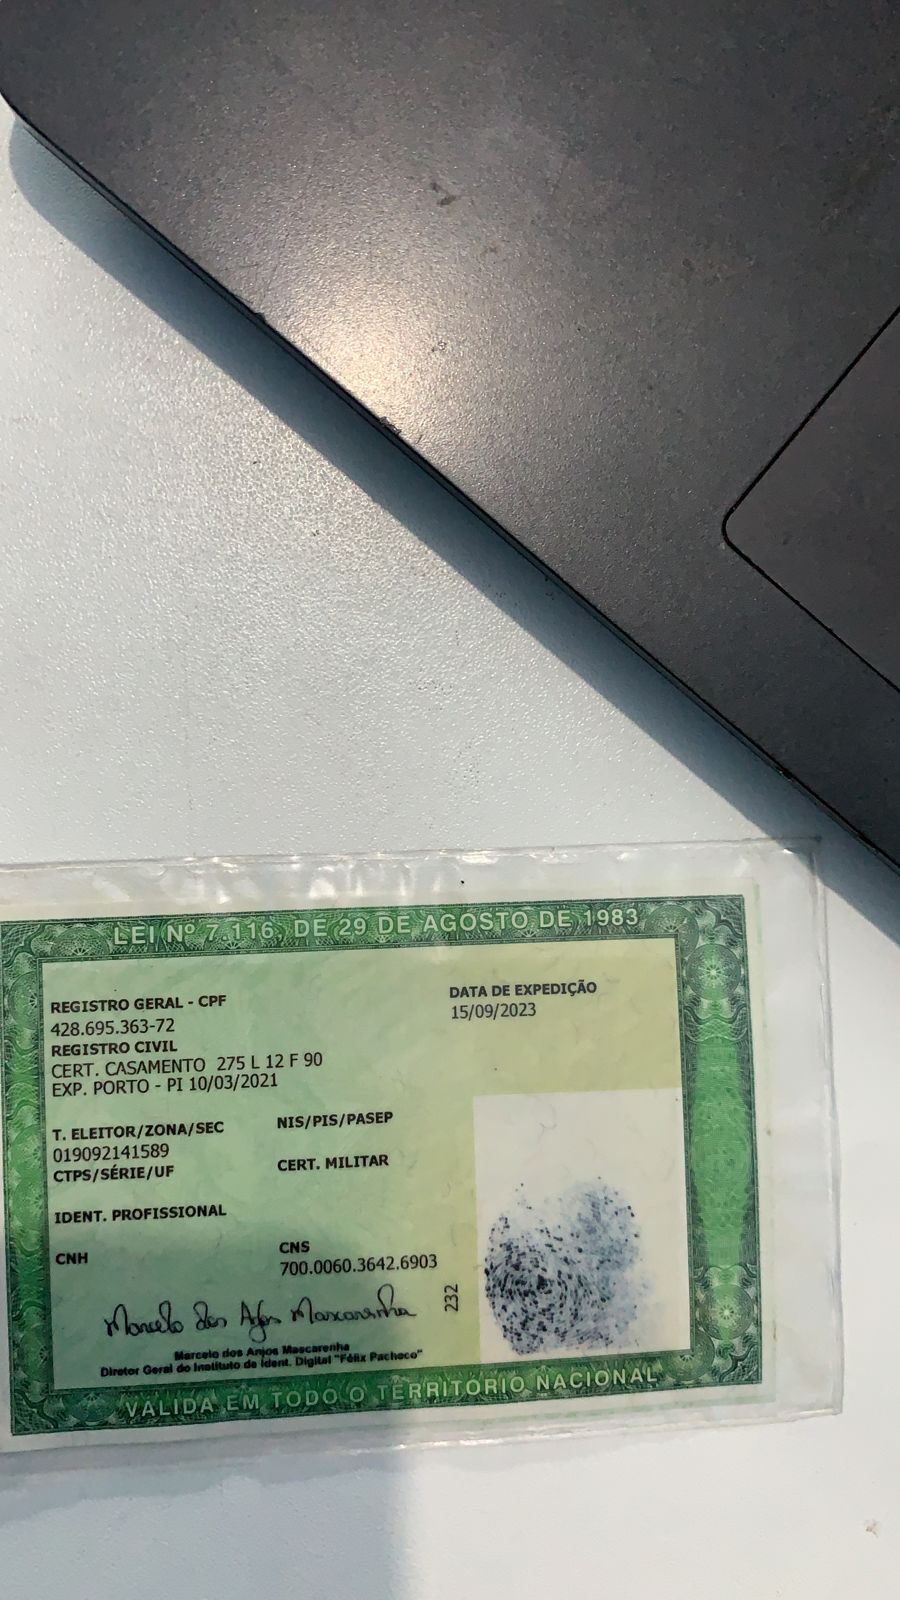 LEI Nº 7.116, DE 29 DE AGOSTO DE 1983
REGISTRO GERAL - CPF
428.695.363-72
DATA DE EXPEDIÇÃO
15/09/2023
REGISTRO CIVIL
CERT. CASAMENTO 275 L 12 F 90
EXP. PORTO - PI 10/03/2021
T. ELEITOR/ZONA/SEC
019092141589
NIS/PIS/PASEP
CTPS/SÉRIE/UF
CERT. MILITAR
IDENT. PROFISSIONAL
CNH
CNS
700.0060.3642.6903
232
Marcelo dos Anjos Mascarenha
Marcelo dos Anjos Mascarenha
Diretor Geral do Instituto de Ident. Digital "Félix Pacheco"
VÁLIDA EM TODO O TERRITÓRIO NACIONAL